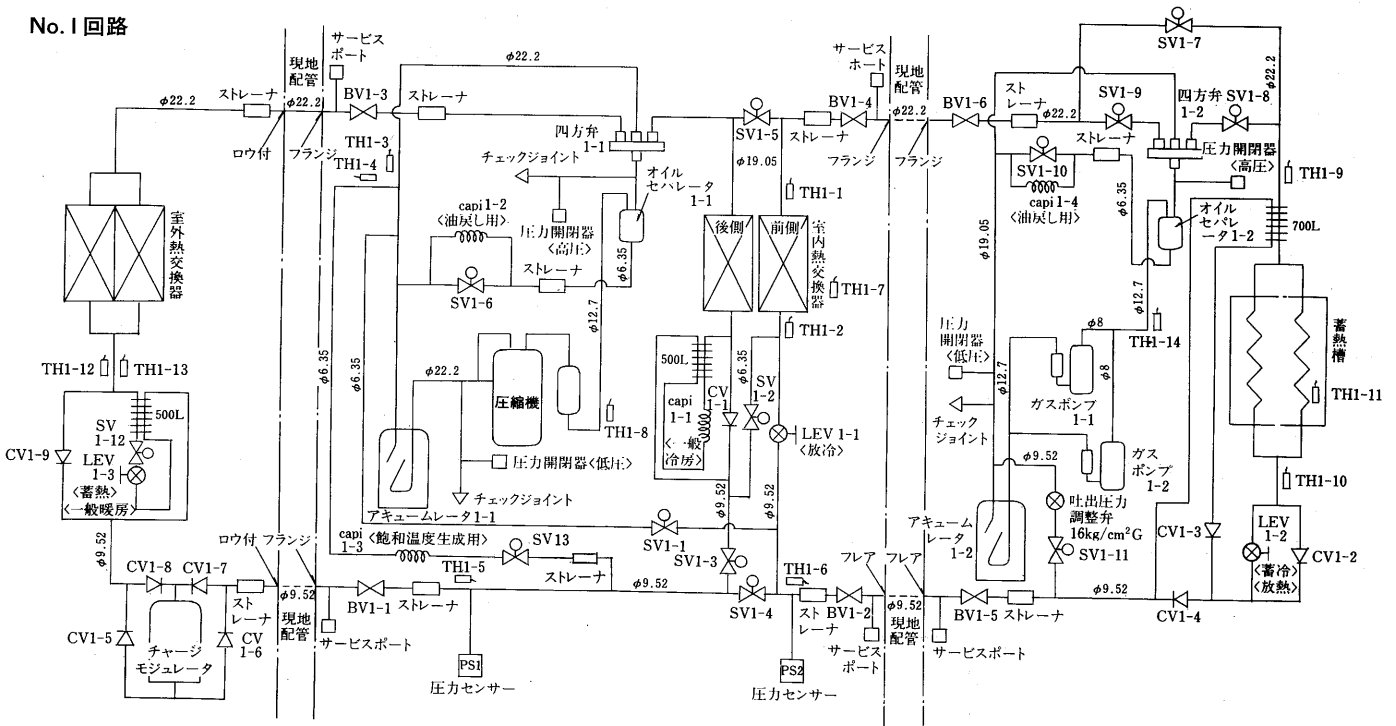 No.1回路
サービス
ポート
現地
配管
φ22.2
ストレーナ
φ22.2
φ22.2
BV1-3
ストレーナ
ロウ付
フランジ
TH1-3
TH1-4
チェックジョイント
四方弁
1-1
オイル
セパレータ
1-1
capi1-2
〈油戻し用〉
圧力開閉器
〈高圧〉
ストレーナ
SV1-6
φ6.35
φ12.7
φ6.35
φ6.35
φ22.2
圧縮機
TH1-8
圧力開閉器〈低圧〉
チェックジョイント
アキュームレータ1-1
室外熱交換器
TH1-12
TH1-13
500L
SV
1-12
LEV
1-3
〈蓄熱〉
〈一般暖房〉
CV1-9
φ9.52
CV1-8
CV1-7
CV1-5
CV
1-6
チャージ
モジュレータ
ロウ付
フランジ
スト
レーナ
φ9.52
現地
配管
サービスポート
BV1-1
ストレーナ
capi
1-3
〈飽和温度生成用〉
SV13
ストレーナ
TH1-5
PS1
圧力センサー
φ9.52
SV1-1
SV1-3
SV1-4
SV1-5
φ19.05
ストレーナ
BV1-4
サービス
ポート
現地
配管
φ22.2
フランジ
フランジ
TH1-1
後側
前側
室内熱交換器
TH1-7
TH1-2
500L
capi
1-1
〈一般
冷房〉
CV
1-1
φ6.35
SV
1-2
LEV 1-1
〈放冷〉
φ9.52
φ9.52
TH1-6
スト
レーナ
BV1-2
PS2
圧力センサー
サービス
ポート
フレア
フレア
φ9.52
現地
配管
サービスポート
BV1-5
ストレーナ
φ9.52
BV1-6
スト
レーナ
φ22.2
SV1-7
φ22.2
SV1-9
四方弁
1-2
SV1-8
ストレーナ
SV1-10
capi1-4
〈油戻し用〉
φ6.35
圧力開閉器
〈高圧〉
TH1-9
オイル
セパレ
ータ1-2
700L
φ19.05
φ12.7
φ8
φ8
TH1-14
圧力
開閉器
〈低圧〉
φ12.7
チェック
ジョイント
ガスポンプ
1-1
ガス
ポンプ
1-2
φ9.52
吐出圧力
調整弁
16kg/cm²G
SV1-11
アキューム
レータ
1-2
蓄熱槽
TH1-11
TH1-10
CV1-3
LEV
1-2
〈蓄冷〉
〈放熱〉
CV1-2
CV1-4